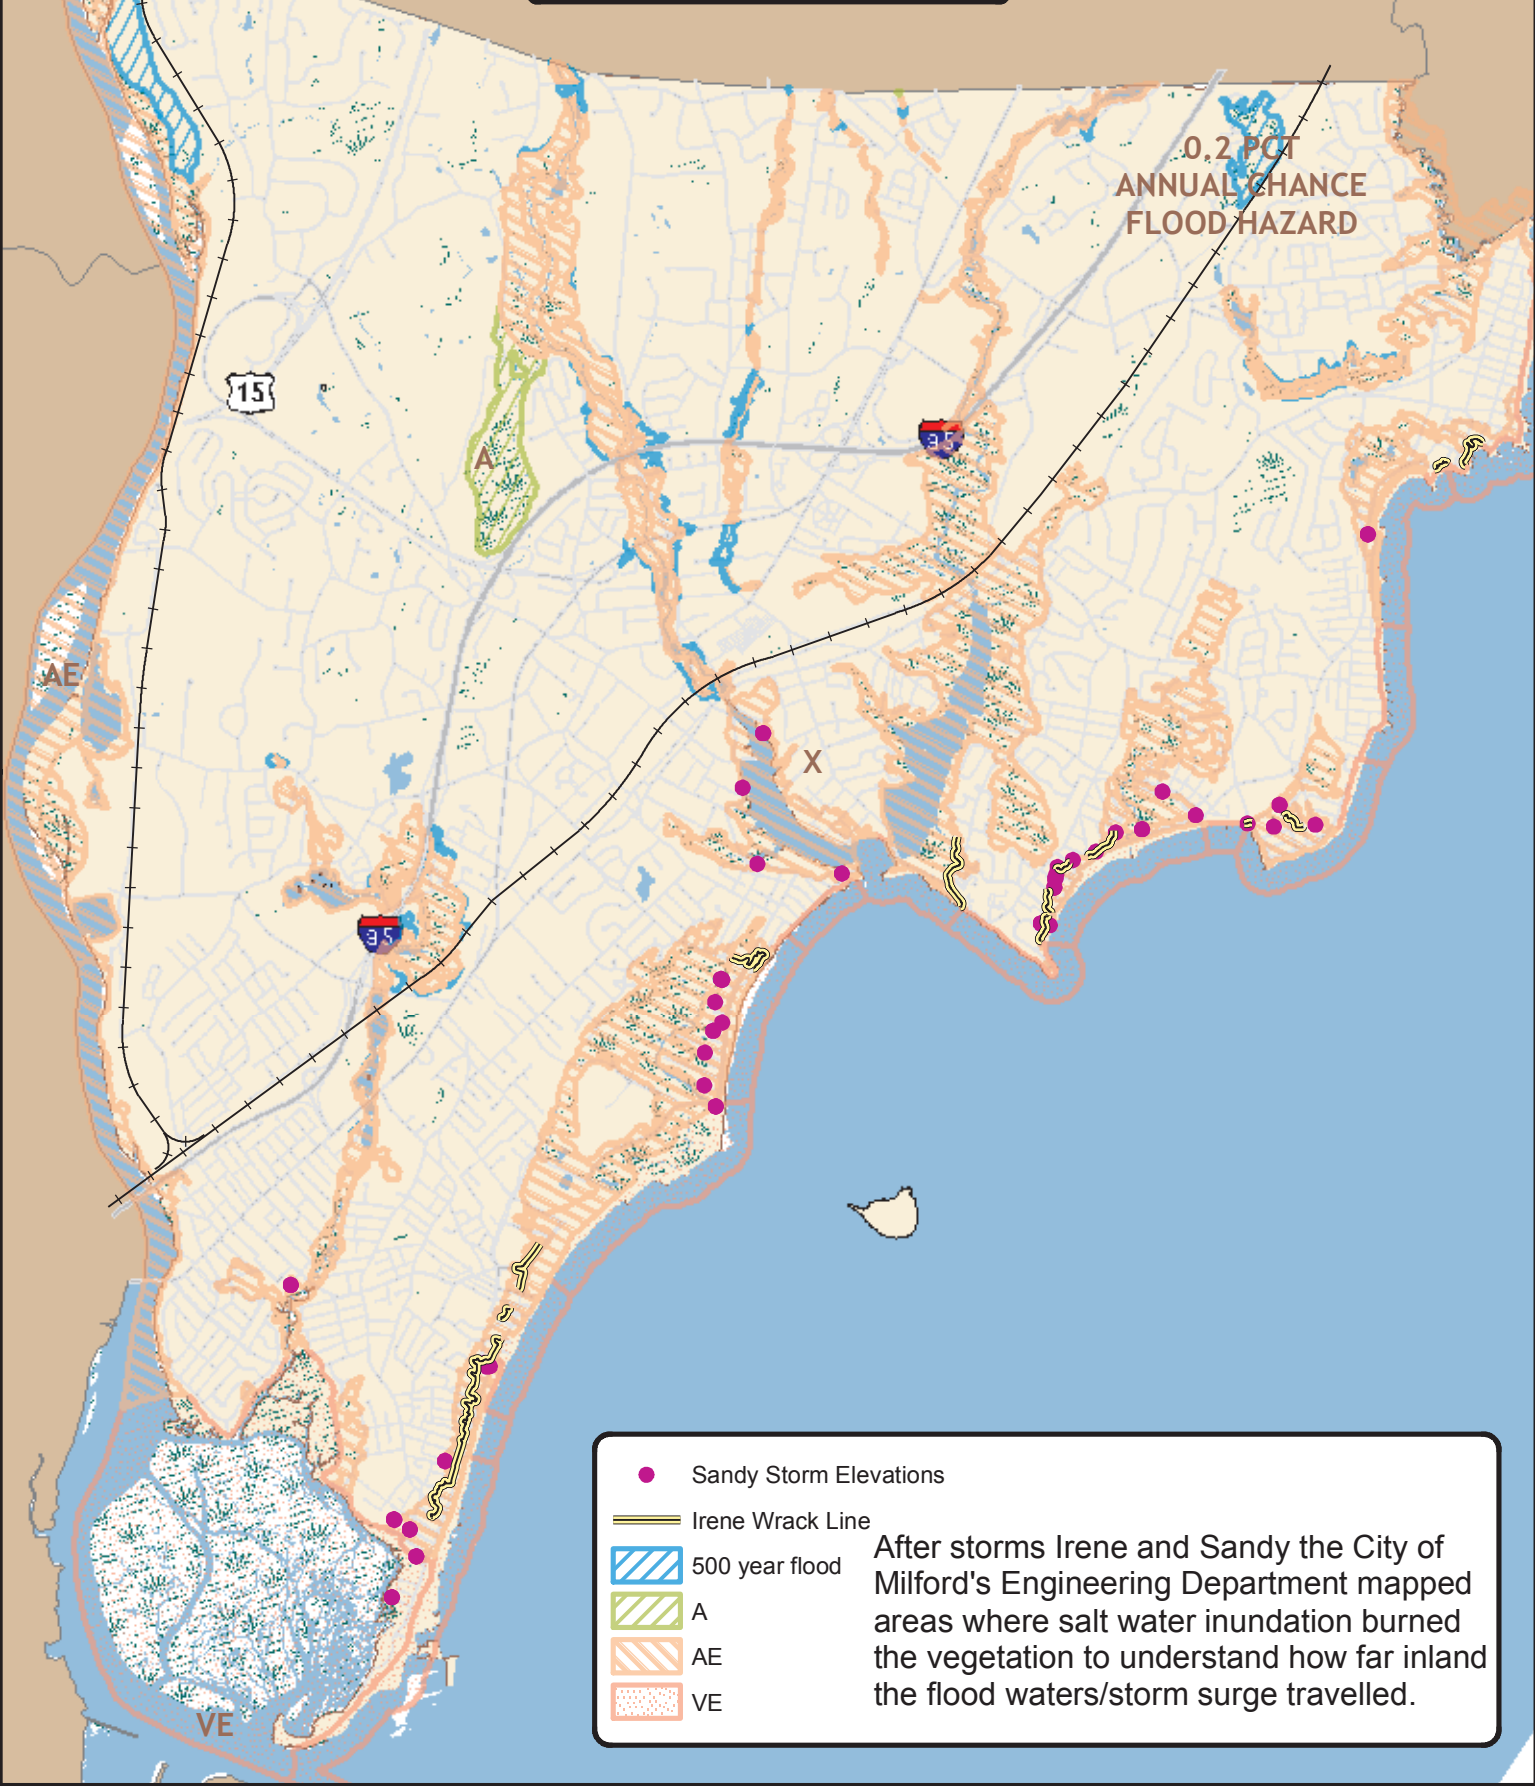 0.2 PCT
ANNUAL CHANCE
FLOOD HAZARD
15
95
A
AE
X
95
VE
Sandy Storm Elevations
Irene Wrack Line
500 year flood
A
AE
VE
After storms Irene and Sandy the City of
Milford's Engineering Department mapped
areas where salt water inundation burned
the vegetation to understand how far inland
the flood waters/storm surge travelled.